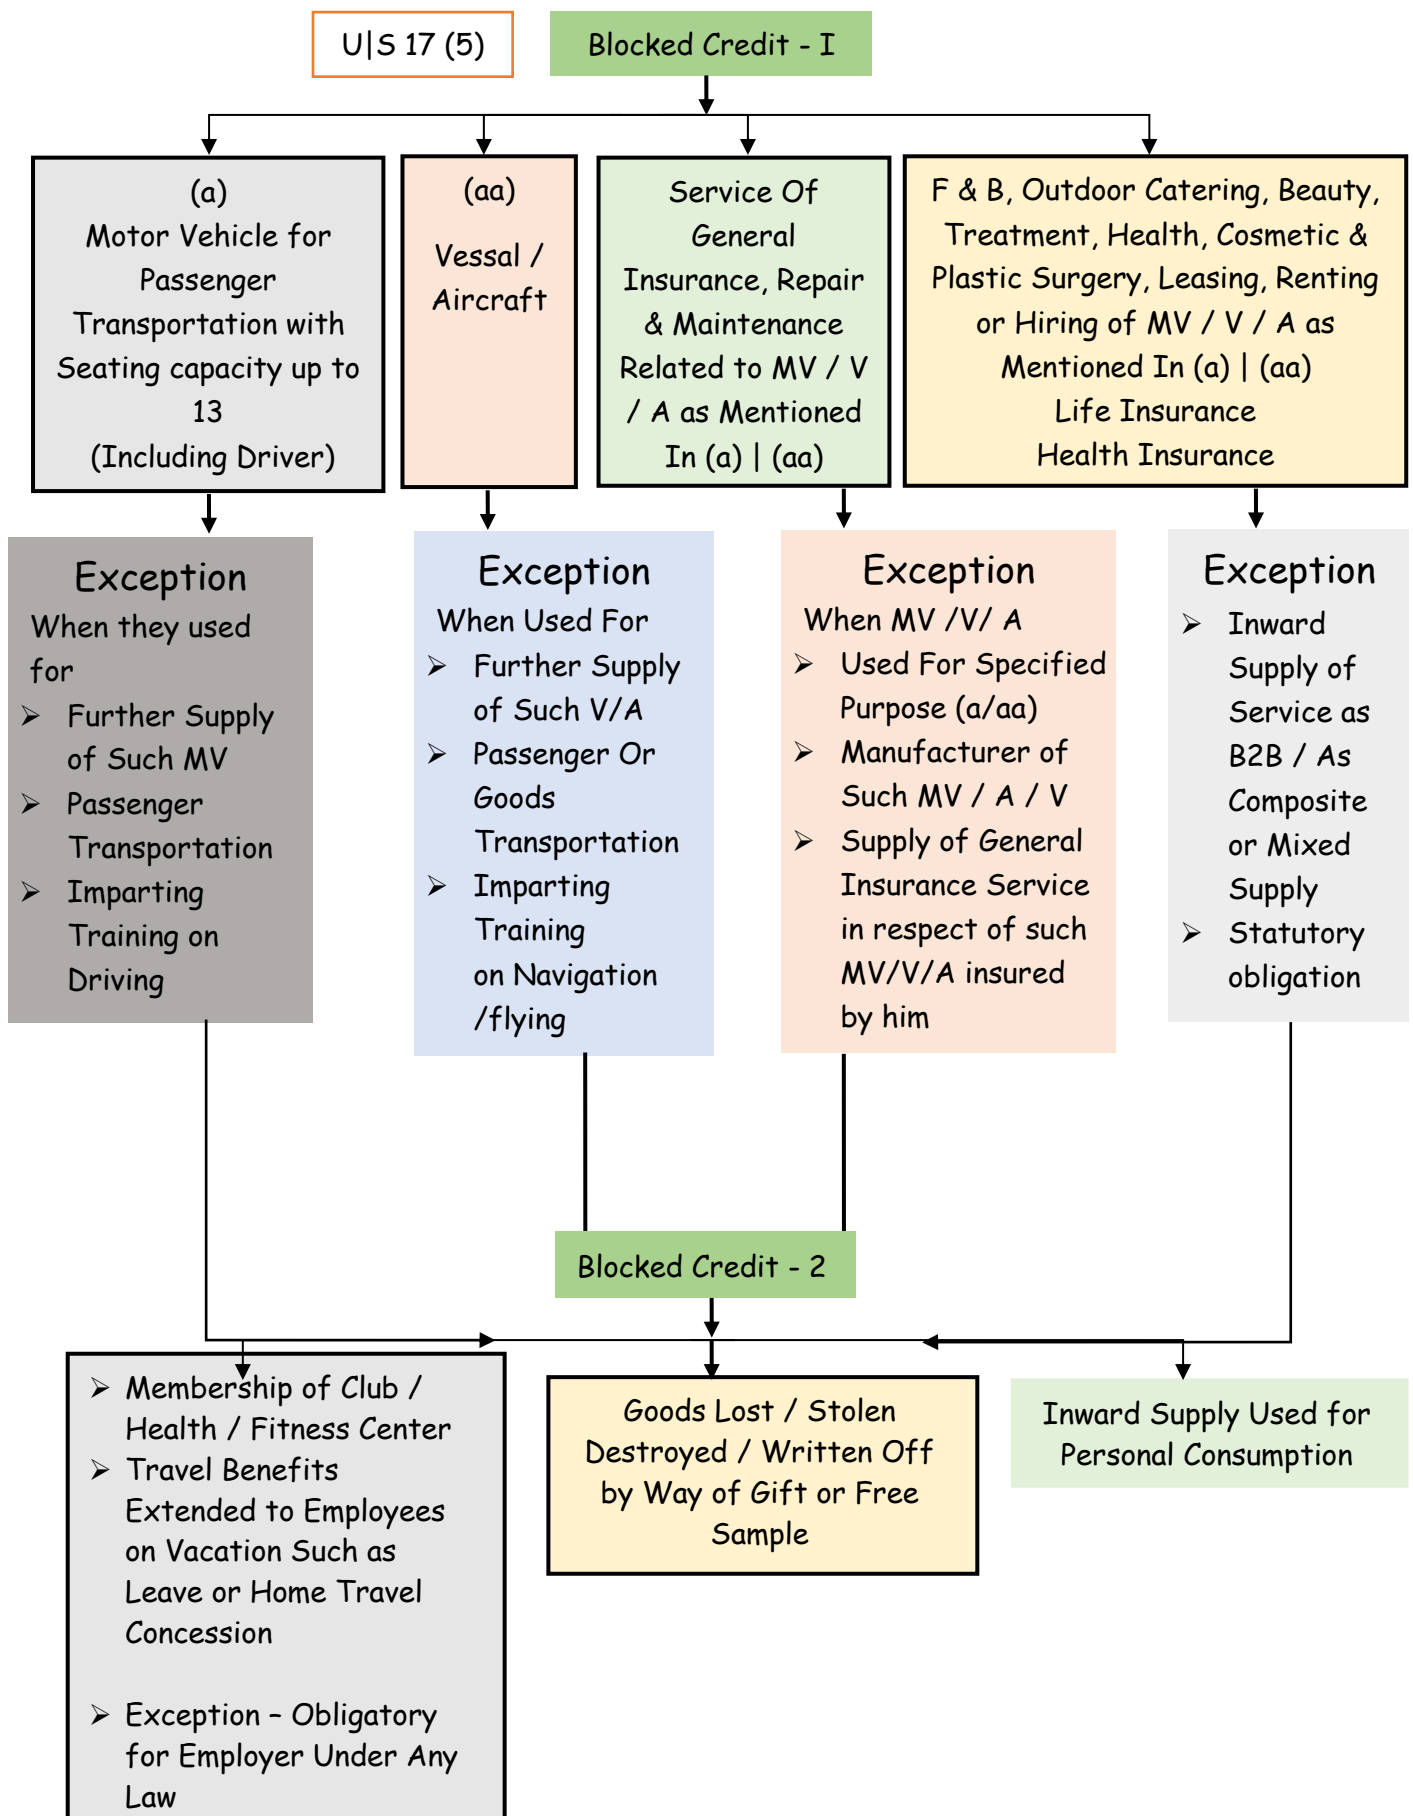 U|S 17 (5)
Blocked Credit - I
(a)
Motor Vehicle for
Passenger
Transportation with
Seating capacity up to
13
(Including Driver)
(aa)
Vessal /
Aircraft
Service Of
General
Insurance, Repair
& Maintenance
Related to MV / V
/ A as Mentioned
In (a) | (aa)
F & B, Outdoor Catering, Beauty,
Treatment, Health, Cosmetic &
Plastic Surgery, Leasing, Renting
or Hiring of MV / V / A as
Mentioned In (a) | (aa)
Life Insurance
Health Insurance
Exception
When they used
for
➢ Further Supply
of Such MV
➢ Passenger
Transportation
➢ Imparting
Training on
Driving
Exception
When Used For
➢ Further Supply
of Such V/A
➢ Passenger Or
Goods
Transportation
➢ Imparting
Training
on Navigation
/flying
Exception
When MV /V/ A
➢ Used For Specified
Purpose (a/aa)
➢ Manufacturer of
Such MV / A / V
➢ Supply of General
Insurance Service
in respect of such
MV/V/A insured
by him
Exception
➢ Inward
Supply of
Service as
B2B / As
Composite
or Mixed
Supply
➢ Statutory
obligation
Blocked Credit - 2
➢ Membership of Club /
Health / Fitness Center
➢ Travel Benefits
Extended to Employees
on Vacation Such as
Leave or Home Travel
Concession
➢ Exception – Obligatory
for Employer Under Any
Law
Goods Lost / Stolen
Destroyed / Written Off
by Way of Gift or Free
Sample
Inward Supply Used for
Personal Consumption